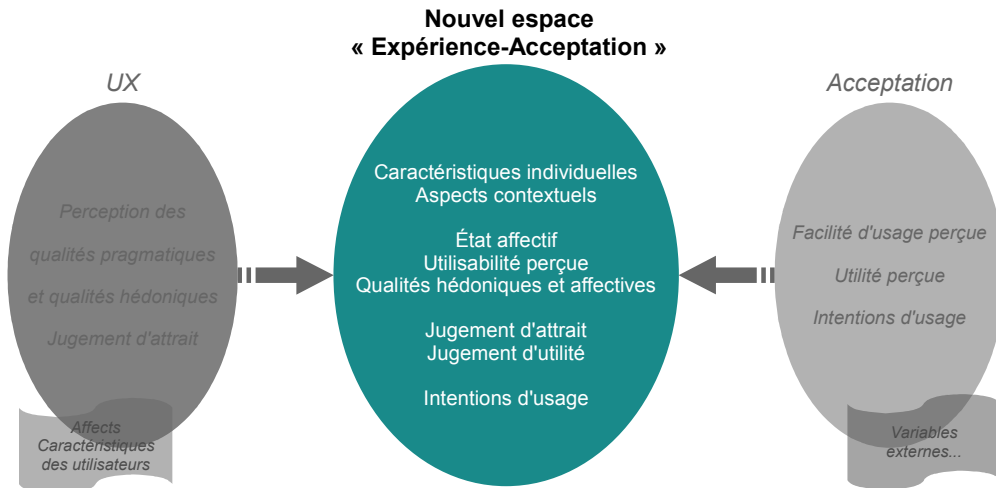 Nouvel espace
« Expérience-Acceptation »
UX
Perception des
qualités pragmatiques
et qualités hédoniques
Jugement d'attrait
Affects
Caractéristiques
des utilisateurs
Caractéristiques individuelles
Aspects contextuels
État affectif
Utilisabilité perçue
Qualités hédoniques et affectives
Jugement d'attrait
Jugement d'utilité
Intentions d'usage
Acceptation
Facilité d'usage perçue
Utilité perçue
Intentions d'usage
Variables
externes...